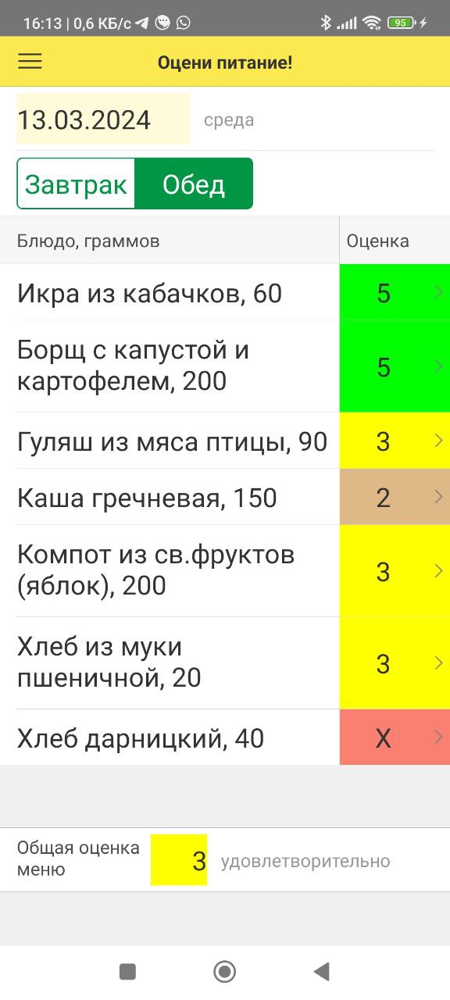 16:13 | 0,6 КБ/с
95
Оцени питание!
13.03.2024 среда
Завтрак Обед
Блюдо, граммов Оценка
Икра из кабачков, 60 5
Борщ с капустой и
картофелем, 200 5
Гуляш из мяса птицы, 90 3
Каша гречневая, 150 2
Компот из св.фруктов
(яблок), 200 3
Хлеб из муки
пшеничной, 20 3
Хлеб дарницкий, 40 X
Общая оценка
меню 3 удовлетворительно